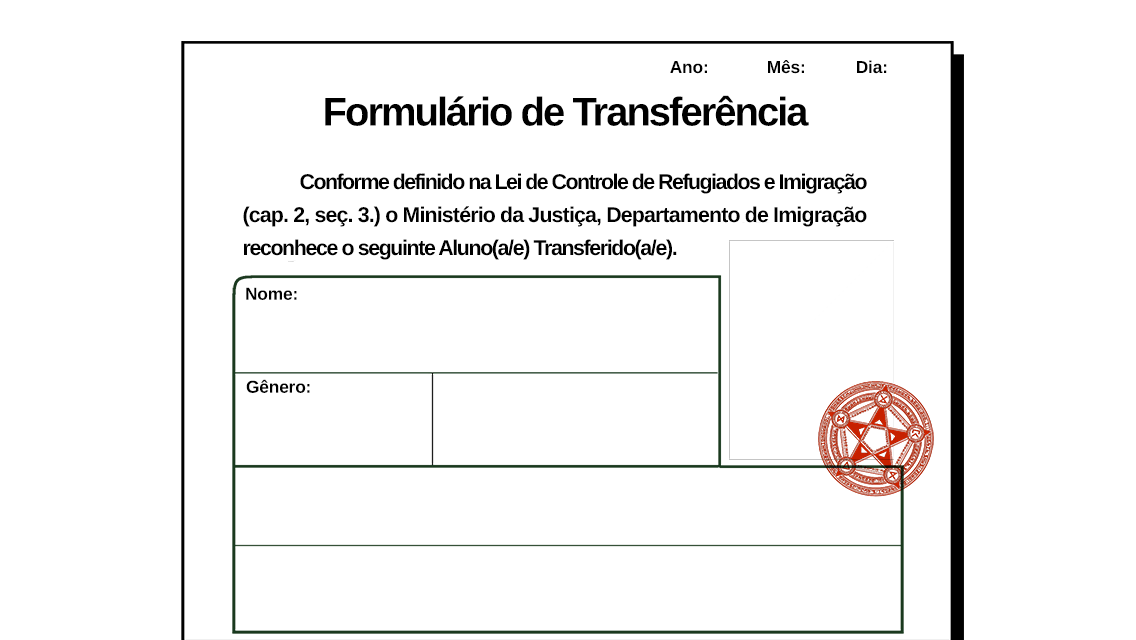 Ano: Mês: Dia:
Formulário de Transferência
Conforme definido na Lei de Controle de Refugiados e Imigração
(cap. 2, seç. 3.) o Ministério da Justiça, Departamento de Imigração
reconhece o seguinte Aluno(a/e) Transferido(a/e).
Nome:
Gênero: